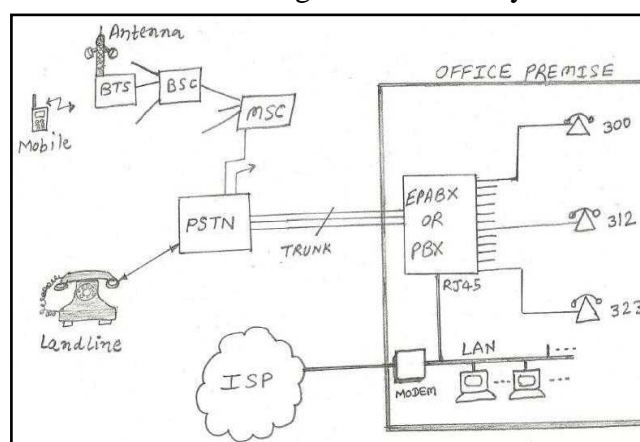 Antenna
BTS
BSC
MSC
Mobile
OFFICE PREMISE
300
EPABX
OR
PBX
312
PSTN
TRUNK
RJ45
323
Landline
ISP
MODEM
LAN